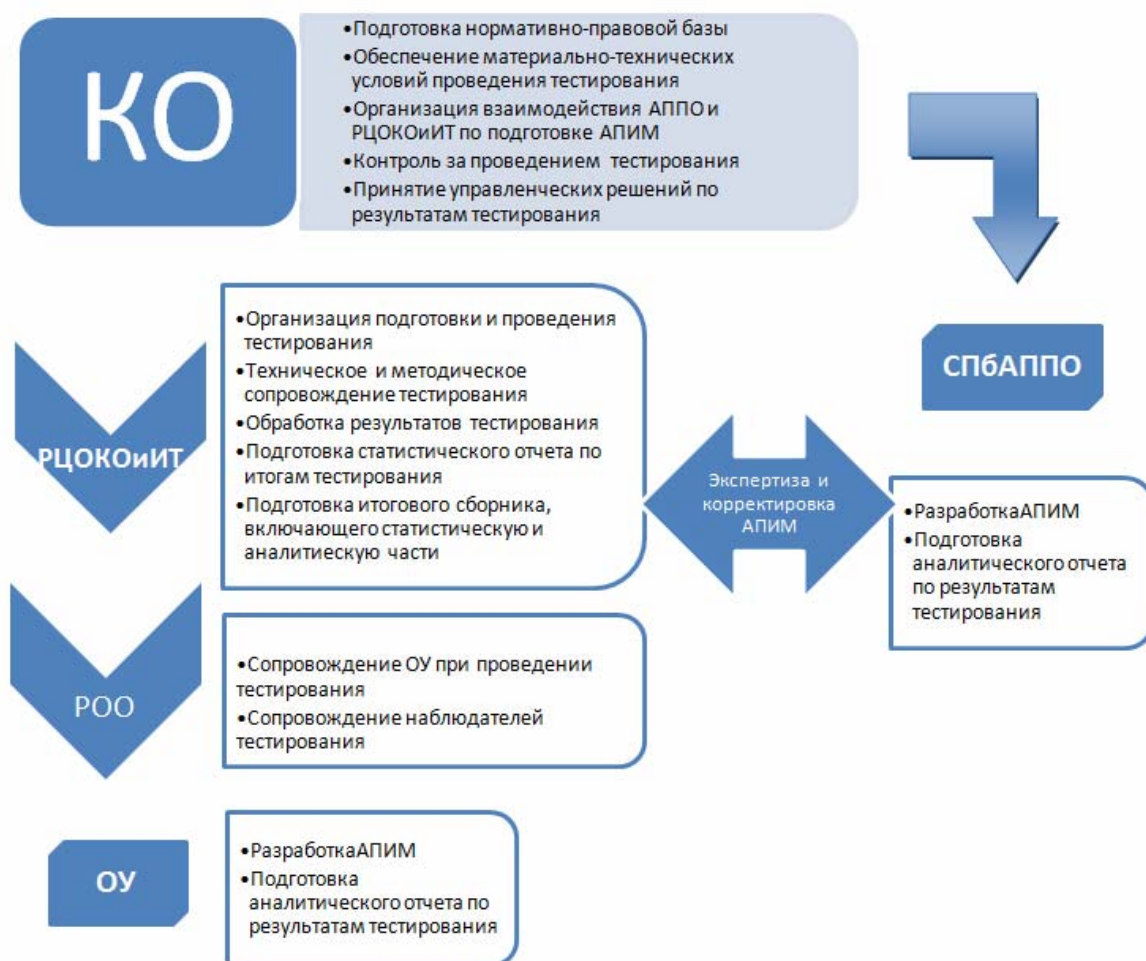 КО
•Подготовка нормативно-правовой базы
•Обеспечение материально-технических
условий проведения тестирования
•Организация взаимодействия АППО и
РЦОКОиИТ по подготовке АПИМ
•Контроль за проведением тестирования
•Принятие управленческих решений по
результатам тестирования
СПбАППО
РЦОКОиИТ
•Организация подготовки и проведения
тестирования
•Техническое и методическое
сопровождение тестирования
•Обработка результатов тестирования
•Подготовка статистического отчета по
итогам тестирования
•Подготовка итогового сборника,
включающего статистическую и
аналитиескую части
Экспертиза и
корректировка
АПИМ
•РазработкаАПИМ
•Подготовка
аналитического отчета
по результатам
тестирования
РОО
•Сопровождение ОУ при проведении
тестирования
•Сопровождение наблюдателей
тестирования
ОУ
•РазработкаАПИМ
•Подготовка
аналитического отчета по
результатам тестирования